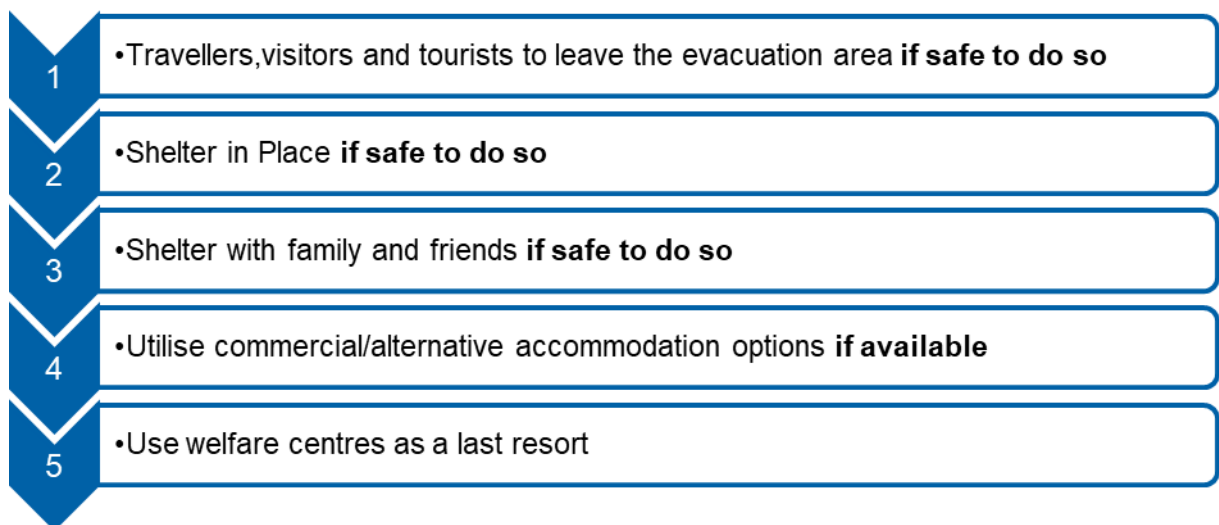 1
•Travellers,visitors and tourists to leave the evacuation area if safe to do so
2
•Shelter in Place if safe to do so
3
•Shelter with family and friends if safe to do so
4
•Utilise commercial/alternative accommodation options if available
5
•Use welfare centres as a last resort